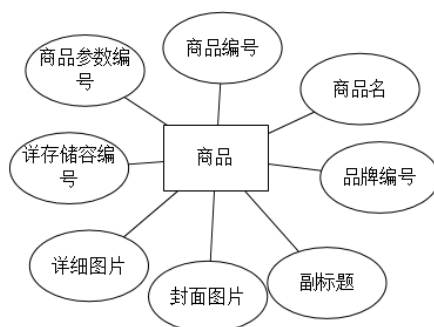 商品编号
商品参数编
号
商品名
商品
详存储容编
号
品牌编号
详细图片
副标题
封面图片